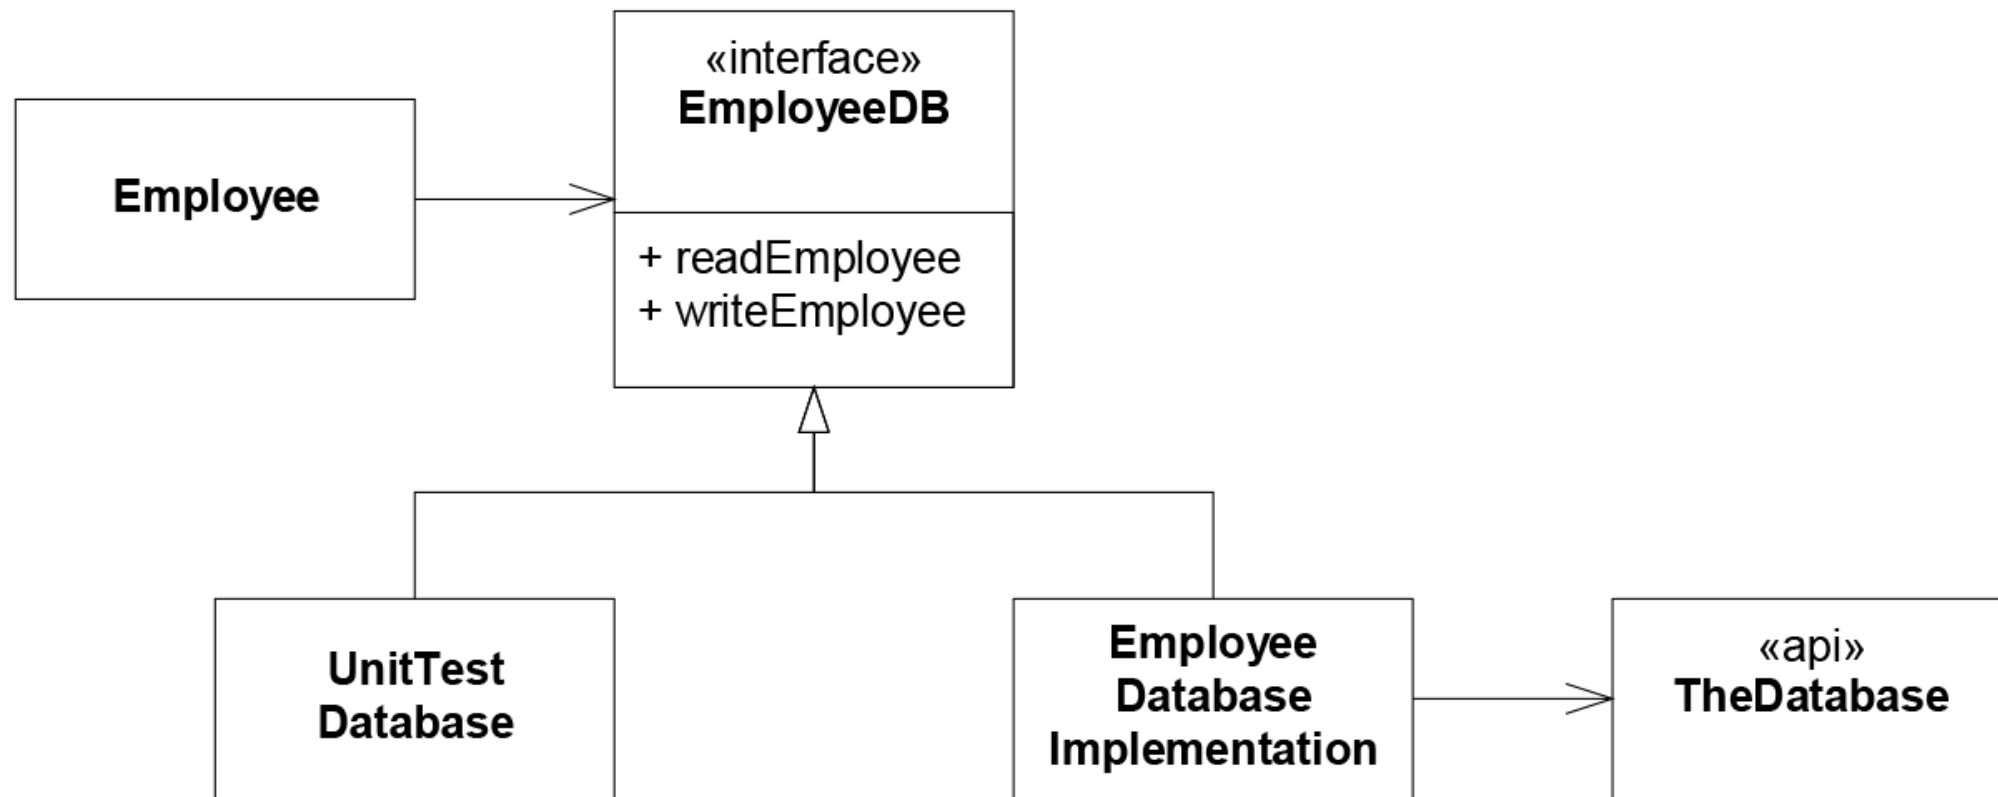 «interface»
EmployeeDB
Employee
+ readEmployee
+ writeEmployee
UnitTest
Database
Employee
Database
Implementation
«api»
TheDatabase